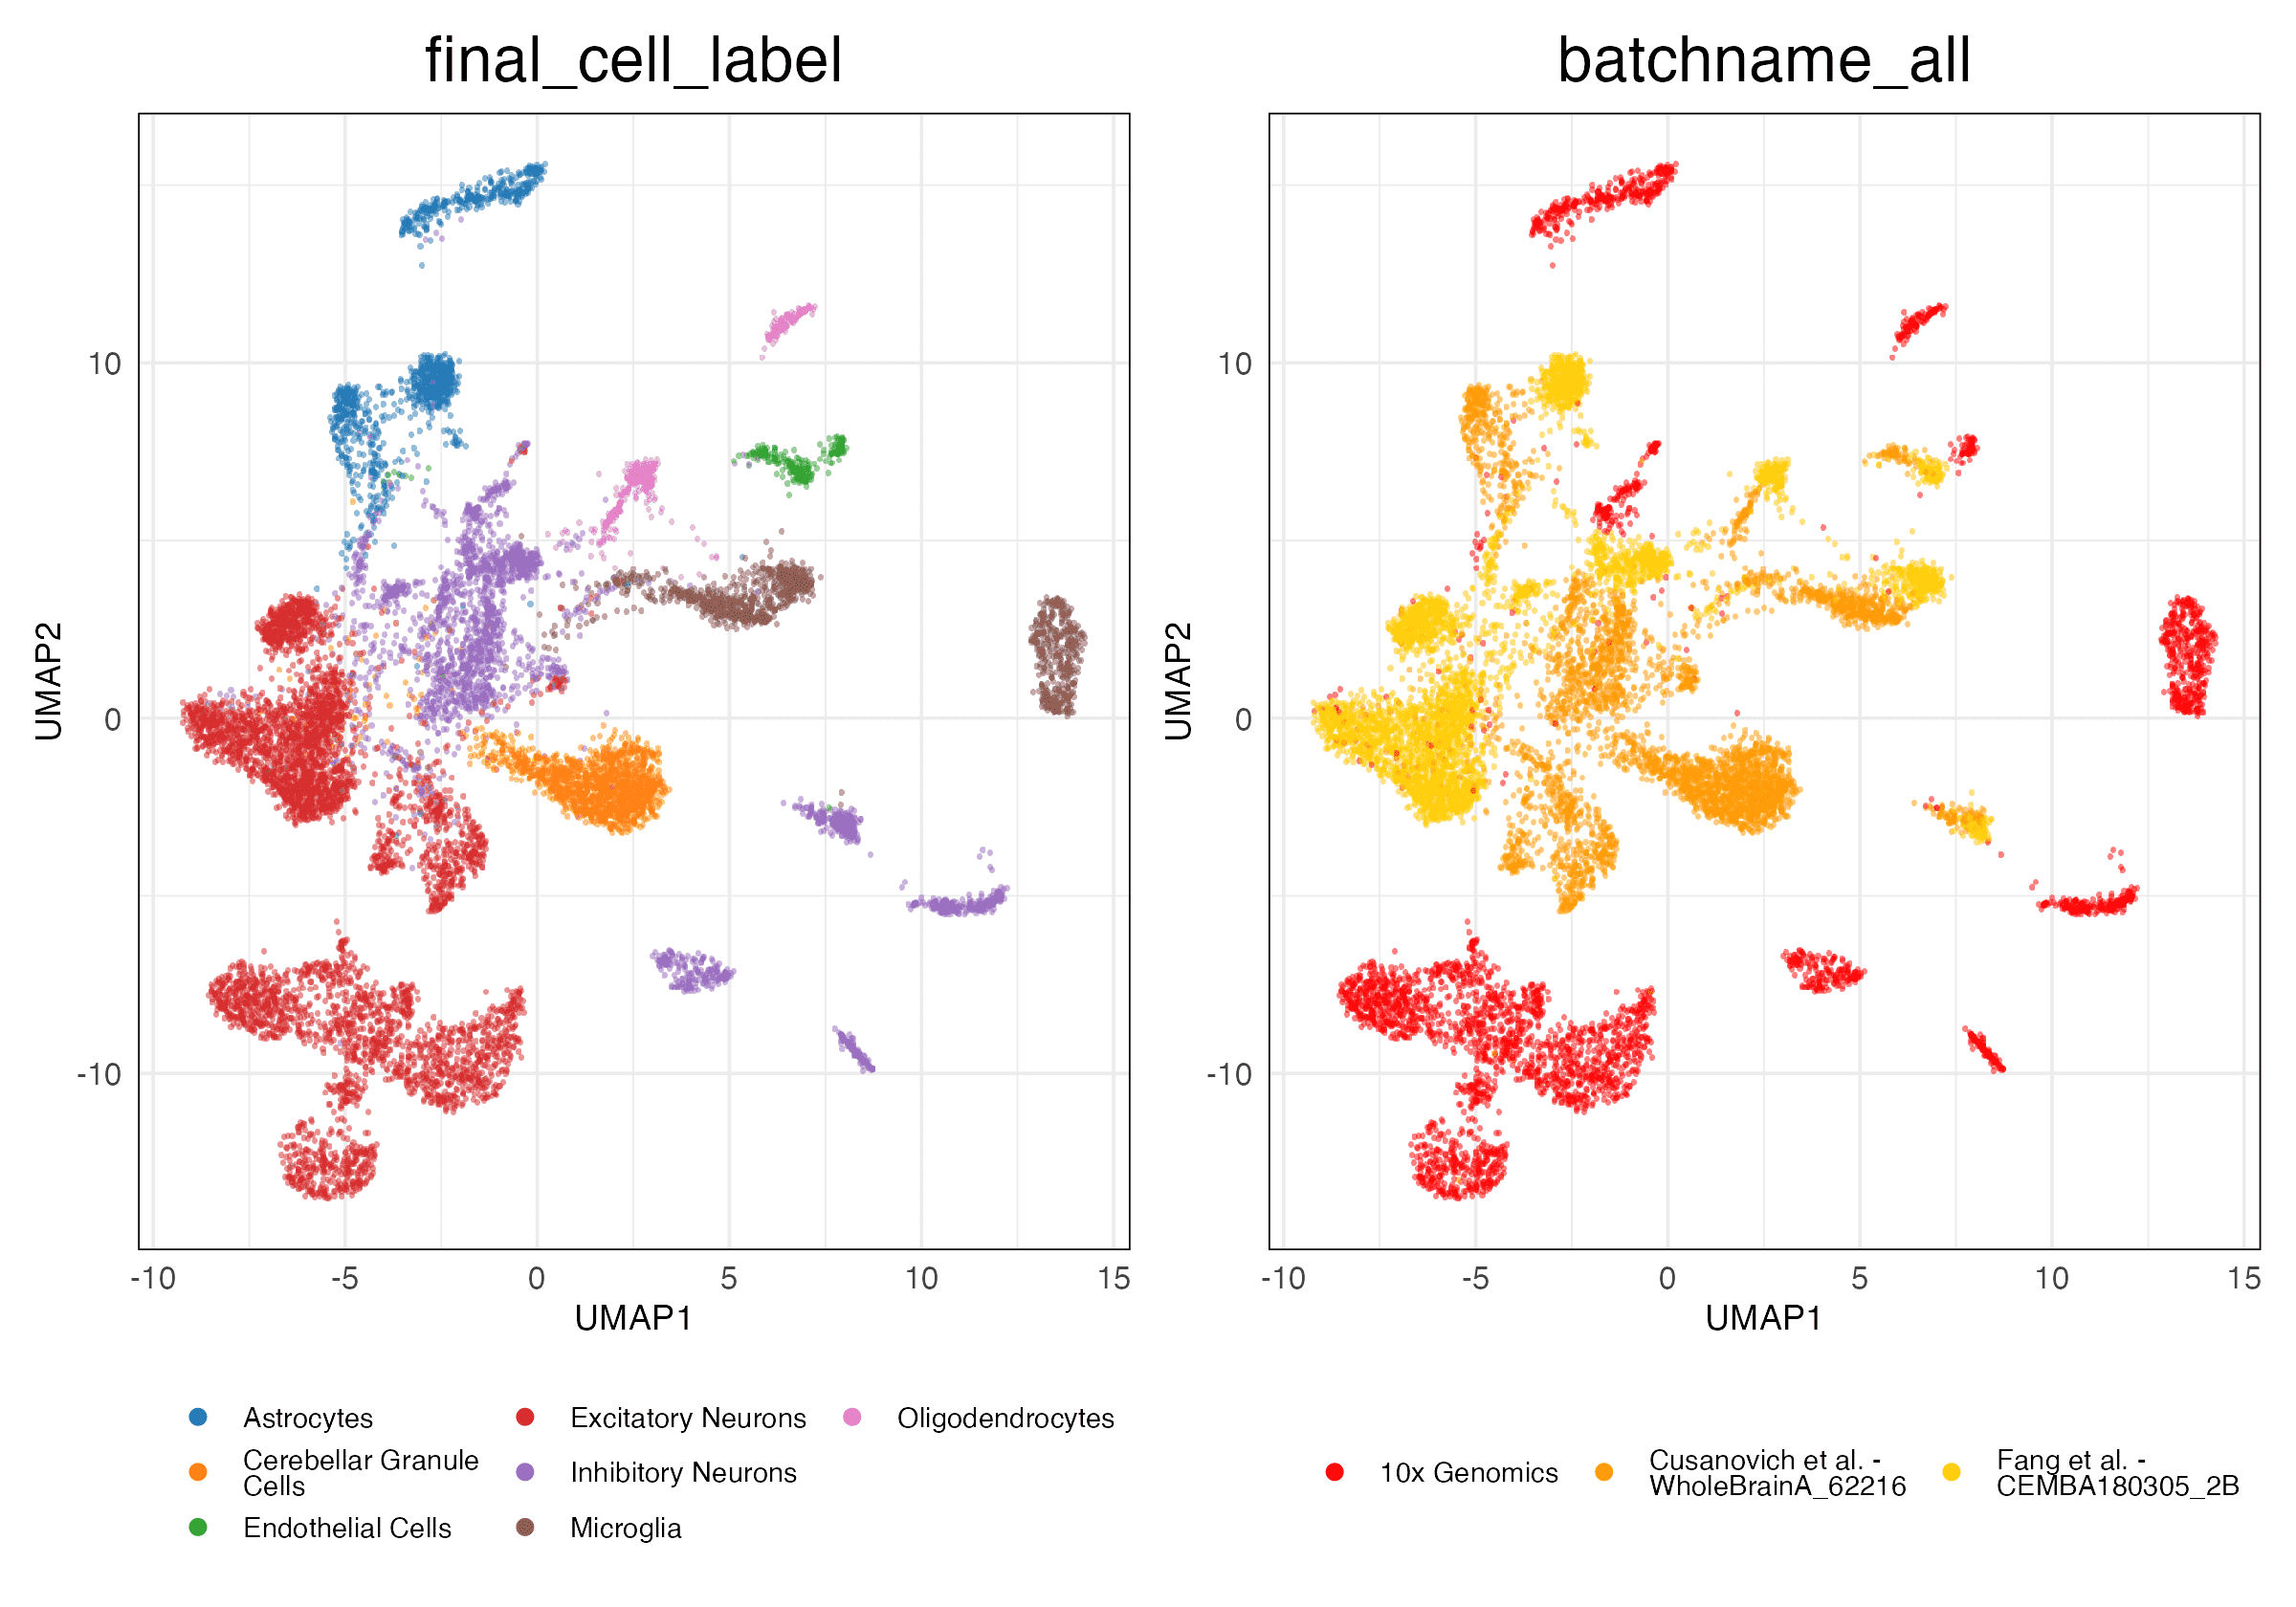 final_cell_label
batchname_all
UMAP2
10
0
-10
-10
-5
0
5
10
15
UMAP1
UMAP2
10
0
-10
-10
-5
0
5
10
15
UMAP1
Astrocytes
Cerebellar Granule
Cells
Endothelial Cells
Excitatory Neurons
Inhibitory Neurons
Microglia
Oligodendrocytes
10x Genomics
Cusanovich et al. -
WholeBrainA_62216
Fang et al. -
CEMBA180305_2B